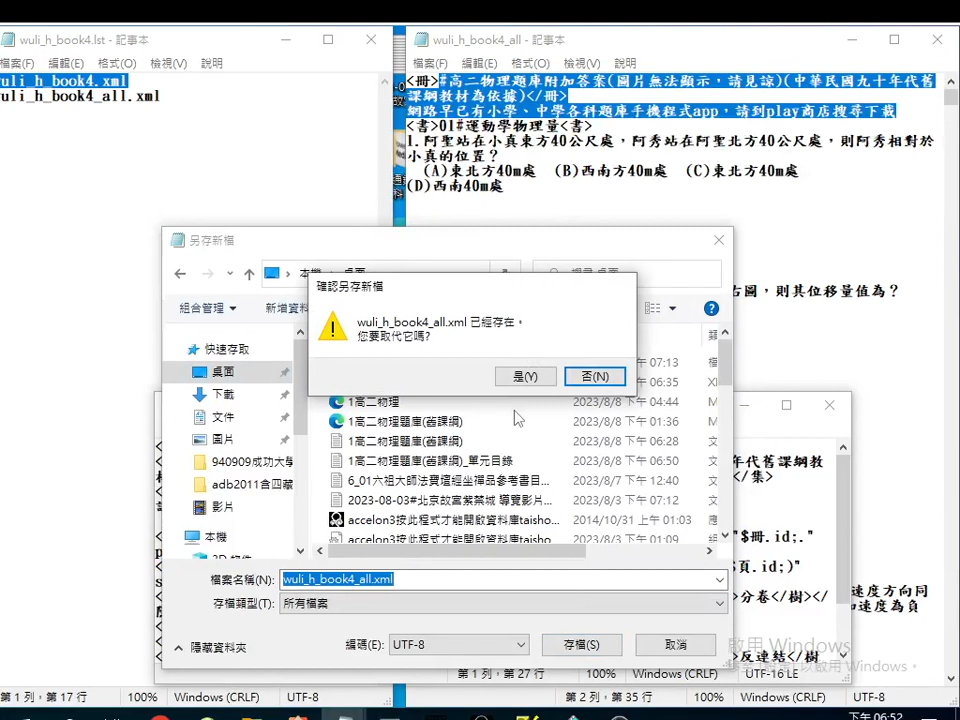 wuli_h_book4.lst - 記事本
檔案(F) 編輯(E) 格式(O) 檢視(V) 說明
wuli_h_book4.xml
wuli_h_book4_all.xml
wuli_h_book4_all - 記事本
檔案(F) 編輯(E) 格式(O) 檢視(V) 說明
<冊>#高二物理題庫附加答案(圖片無法顯示，請見諒)(中華民國九十年代舊
課綱教材為依據)</冊>
網路早已有小學、中學各科題庫手機程式app，請到play商店搜尋下載
<書>01#運動學物理量<書>
1.阿聖站在小真東方40公尺處，阿秀站在阿聖北方40公尺處，則阿秀相對於
小真的位置？
(A)東北方40m處 (B)西南方40m處 (C)東北方40處
(D)西南40m處
右圖，則其位移量值為？
另存新檔
組合管理
確認另存新檔
wuli_h_book4_all.xml 已經存在。
您要取代它嗎?
是(Y) 否(N)
快速存取
桌面
下載
文件
圖片
940909成功大學
adb2011含四藏
影片
本機
07:13
06:35
1高二物理 2023/8/8 下午 04:44
1高二物理題庫(舊課綱) 2023/8/8 下午 01:36
1高二物理題庫(舊課綱) 2023/8/8 下午 06:28 文
1高二物理題庫(舊課綱)_單元目錄 2023/8/8 下午 06:50 文
6_01六祖大師法寶壇經坐禪品參考書目... 2023/8/7 下午 12:40 文
2023-08-03#北京故宮紫禁城 導覽影片... 2023/8/3 下午 07:12 文
accelon3按此程式才能開啟資料庫taisho... 2014/10/31 上午 01:03 應
accelon3按此程式才能開啟資料庫taisho 2023/8/3 下午 01:09
檔案名稱(N): wuli_h_book4_all.xml
存檔類型(T): 所有檔案
隱藏資料夾 編碼(E): UTF-8 存檔(S) 取消
年代舊課綱教
</集>
"$冊.id;."
頁.id;)"
>分卷</樹></
速度方向同
速度為負
>反連結</樹
啟用 Windows
以啟用 Windows。
第 1 列，第 27 行 100% Windows (CRLF) UTF-16 LE
第 1 列，第 17 行 100% Windows (CRLF) UTF-8
第 2 列，第 35 行 100% Windows (CRLF) UTF-8
下午 06:52